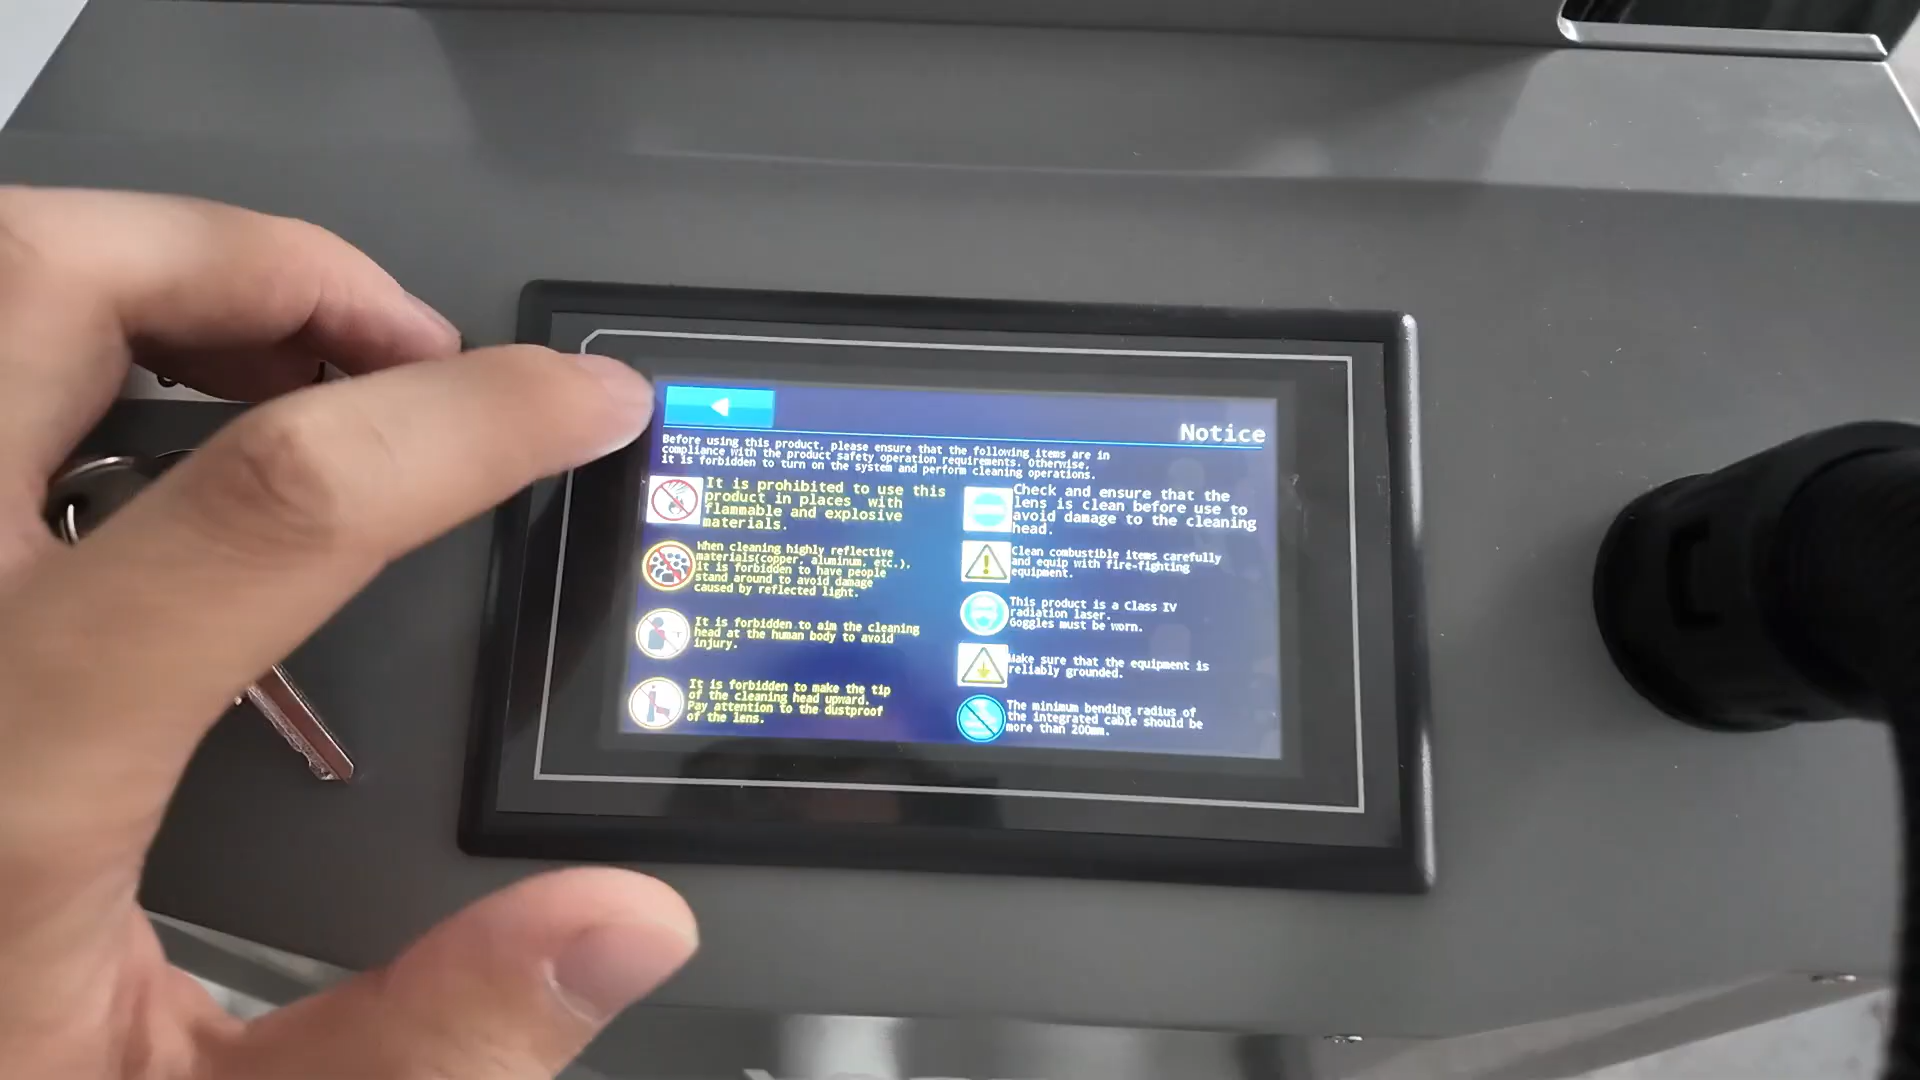 Notice
Before using this product, please ensure that the following items are in
compliance with the product safety operation requirements. Otherwise,
it is forbidden to turn on the system and perform cleaning operations.
It is prohibited to use this
product in places with
flammable and explosive
materials.
When cleaning highly reflective
materials(copper, aluminum, etc.),
it is forbidden to have people
stand around to avoid damage
caused by reflected light.
It is forbidden to aim the cleaning
head at the human body to avoid
injury.
It is forbidden to make the tip
of the cleaning head upward.
Pay attention to the dustproof
of the lens.
Check and ensure that the
lens is clean before use to
avoid damage to the cleaning
head.
Clean combustible items carefully
and equip with fire-fighting
equipment.
This product is a Class IV
radiation laser.
Goggles must be worn.
Make sure that the equipment is
reliably grounded.
The minimum bending radius of
the integrated cable should be
more than 200mm.